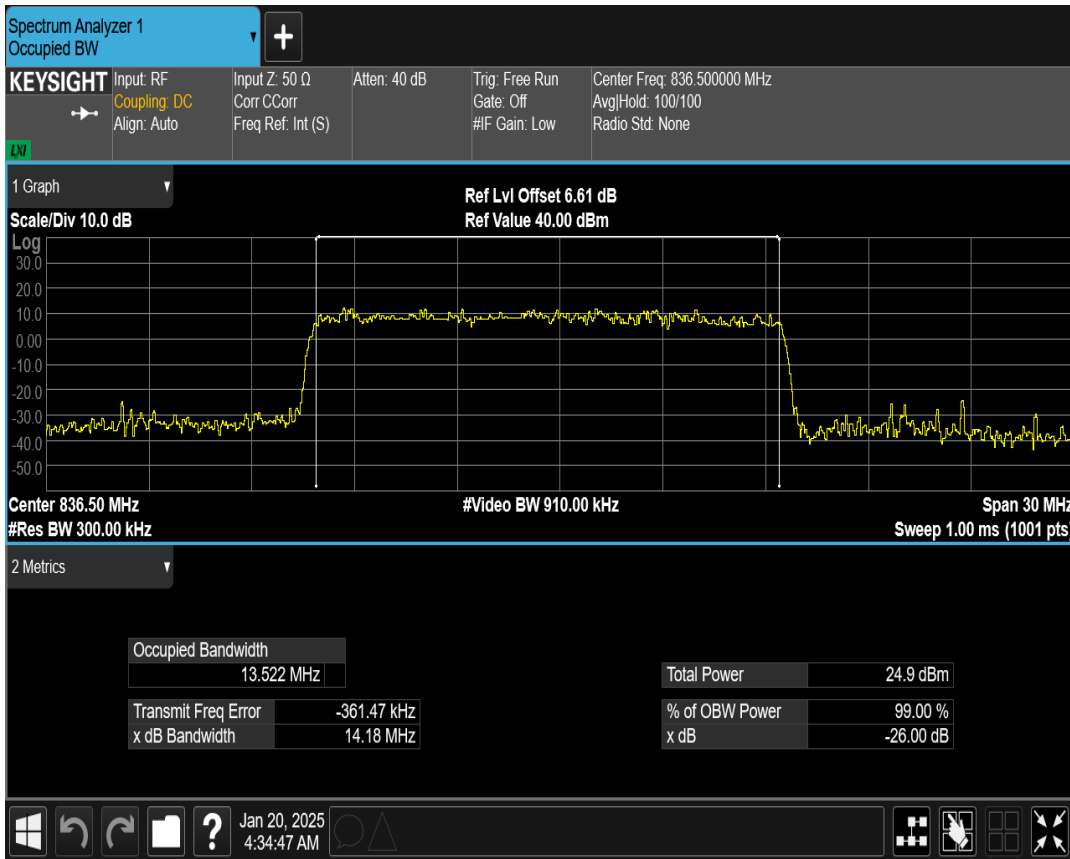 Spectrum Analyzer 1
Occupied BW
KEYSIGHT
LXI
Input: RF
Coupling: DC
Align: Auto
Input Z: 50 Ω
Corr CCorr
Freq Ref: Int (S)
Atten: 40 dB
Trig: Free Run
Gate: Off
#IF Gain: Low
Center Freq: 836.500000 MHz
Avg|Hold: 100/100
Radio Std: None
1 Graph
Scale/Div 10.0 dB
Ref Lvl Offset 6.61 dB
Ref Value 40.00 dBm
Log
30.0
20.0
10.0
0.00
-10.0
-20.0
-30.0
-40.0
-50.0
Center 836.50 MHz
#Res BW 300.00 kHz
#Video BW 910.00 kHz
Span 30 MHz
Sweep 1.00 ms (1001 pts)
2 Metrics
Occupied Bandwidth
13.522 MHz
Transmit Freq Error -361.47 kHz
x dB Bandwidth 14.18 MHz
Total Power 24.9 dBm
% of OBW Power 99.00 %
x dB -26.00 dB
?
Jan 20, 2025
4:34:47 AM